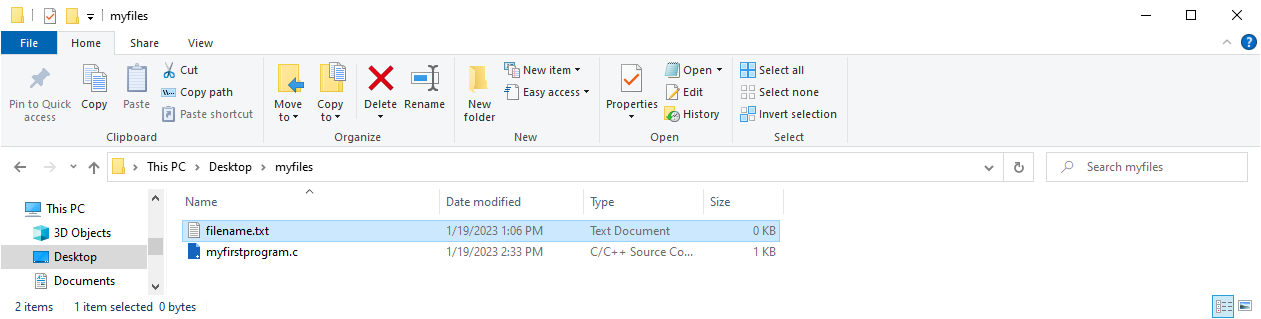 myfiles
File Home Share View
Pin to Quick access
Copy
Paste
Cut
Copy path
Paste shortcut
Clipboard
Move to
Copy to
Delete
Rename
Organize
New folder
New item
Easy access
New
Properties
Open
Edit
History
Open
Select all
Select none
Invert selection
Select
This PC Desktop myfiles
Search myfiles
This PC
3D Objects
Desktop
Documents
Name Date modified Type Size
filename.txt 1/19/2023 1:06 PM Text Document 0 KB
myfirstprogram.c 1/19/2023 2:33 PM C/C++ Source Co... 1 KB
2 items 1 item selected 0 bytes